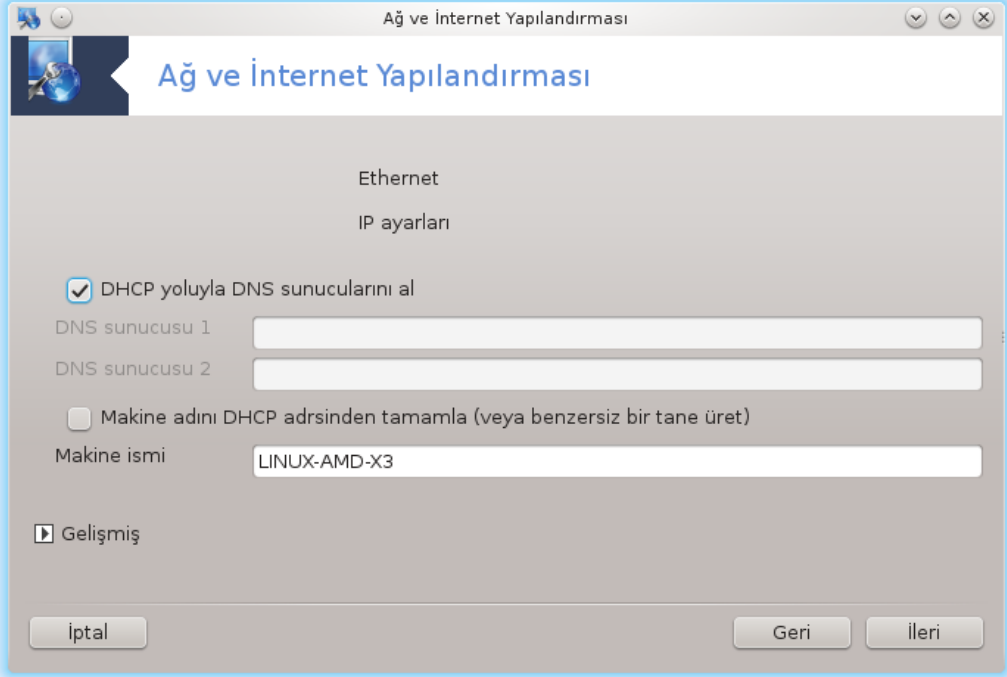 Ağ ve İnternet Yapılandırması
Ağ ve İnternet Yapılandırması
Ethernet
IP ayarları
DHCP yoluyla DNS sunucularını al
DNS sunucusu 1
DNS sunucusu 2
Makine adını DHCP adrsinden tamamla (veya benzersiz bir tane üret)
Makine ismi LINUX-AMD-X3
Gelişmiş
İptal Geri İleri